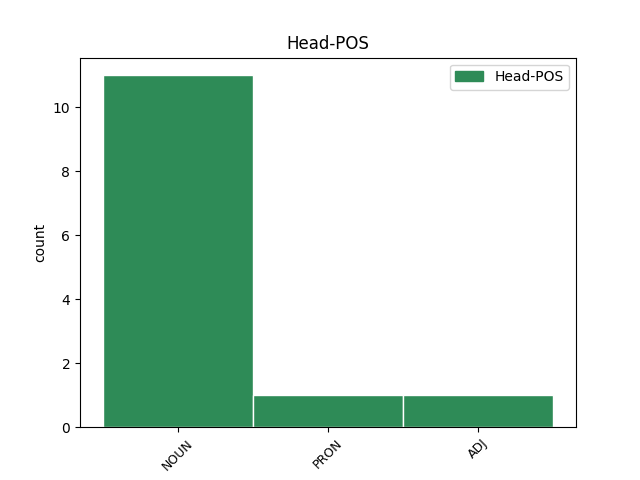 Head-POS
Head-POS
count
10
8
6
4
2
0
NOUN
PRON
ADJ